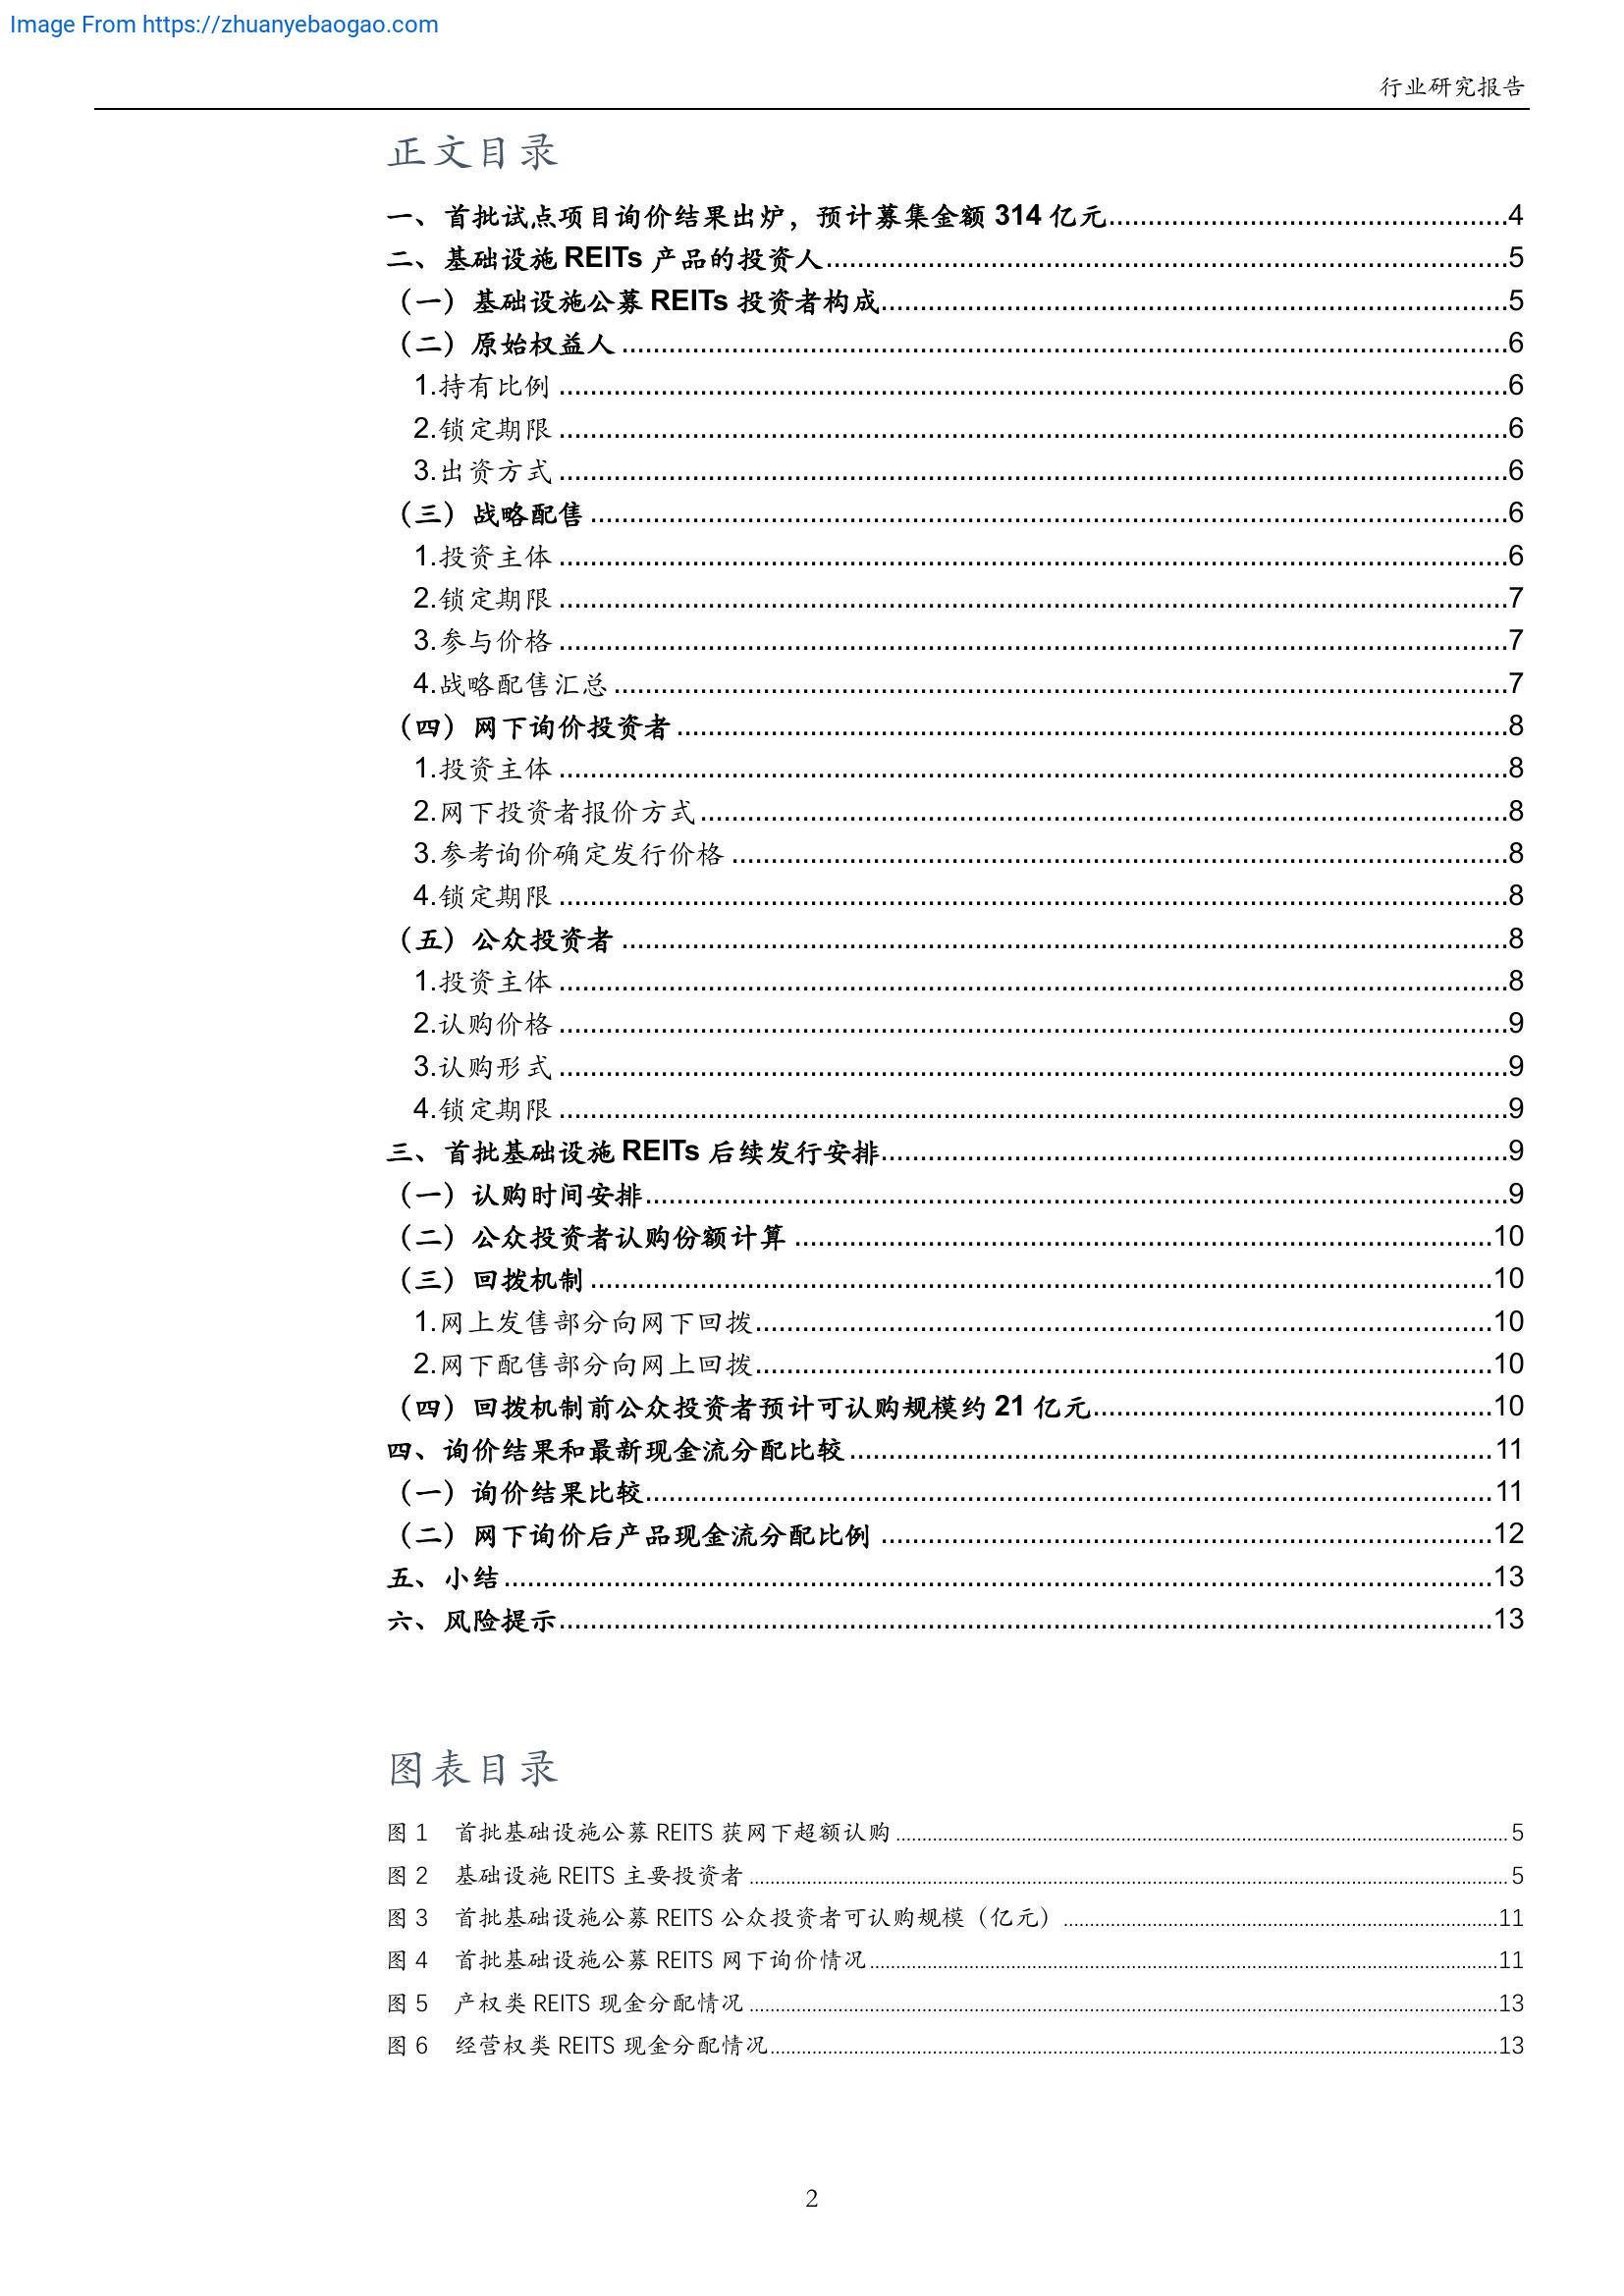 Image From https://zhuanyebaogao.com
行业研究报告
正文目录
一、首批试点项目询价结果出炉，预计募集金额 314 亿元....................4
二、基础设施 REITs 产品的投资人....................5
（一）基础设施公募 REITs 投资者构成....................5
（二）原始权益人....................6
1.持有比例....................6
2.锁定期限....................6
3.出资方式....................6
（三）战略配售....................6
1.投资主体....................6
2.锁定期限....................7
3.参与价格....................7
4.战略配售汇总....................7
（四）网下询价投资者....................8
1.投资主体....................8
2.网下投资者报价方式....................8
3.参考询价确定发行价格....................8
4.锁定期限....................8
（五）公众投资者....................8
1.投资主体....................8
2.认购价格....................9
3.认购形式....................9
4.锁定期限....................9
三、首批基础设施 REITs 后续发行安排....................9
（一）认购时间安排....................9
（二）公众投资者认购份额计算....................10
（三）回拨机制....................10
1.网上发售部分向网下回拨....................10
2.网下配售部分向网上回拨....................10
（四）回拨机制前公众投资者预计可认购规模约 21 亿元....................10
四、询价结果和最新现金流分配比较....................11
（一）询价结果比较....................11
（二）网下询价后产品现金流分配比例....................12
五、小结....................13
六、风险提示....................13
图表目录
图 1 首批基础设施公募 REITS 获网下超额认购....................5
图 2 基础设施 REITS 主要投资者....................5
图 3 首批基础设施公募 REITS 公众投资者可认购规模（亿元）....................11
图 4 首批基础设施公募 REITS 网下询价情况....................11
图 5 产权类 REITS 现金分配情况....................13
图 6 经营权类 REITS 现金分配情况....................13
2